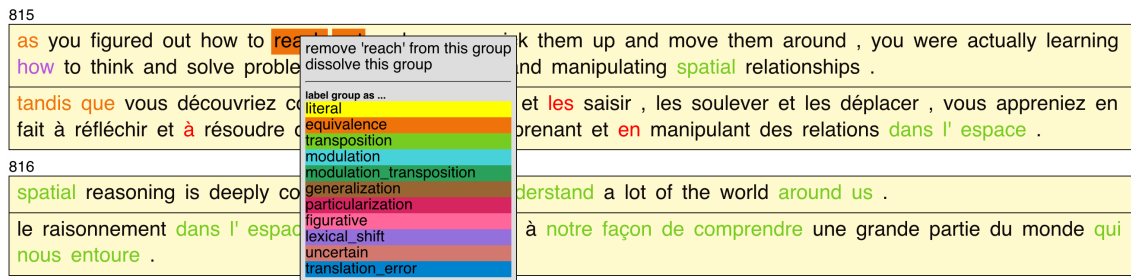 815
as you figured out how to k them up and move them around , you were actually learning
how to think and solve nd manipulating spatial relationships .
tandis que vous découvriez et les saisir , les soulever et les déplacer , vous appreniez en
fait à réfléchir et à résoudre prenant et en manipulant des relations dans l' espace .
816
spatial reasoning is deeply derstand a lot of the world around us .
le raisonnement dans l' à notre façon de comprendre une grande partie du monde qui
nous entoure .
remove 'reach' from this group
dissolve this group
label group as ...
literal
equivalence
transposition
modulation
modulation_transposition
generalization
particularization
figurative
lexical_shift
uncertain
translation_error